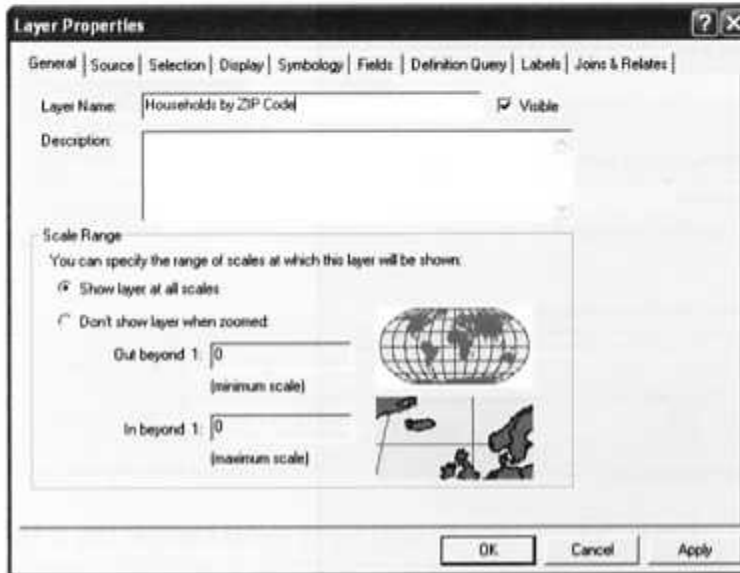 Layer Properties
General Source Selection Display Symbology Fields Definition Query Labels Joins & Relates
Layer Name: Households by ZIP Code Visible
Description:
Scale Range
You can specify the range of scales at which this layer will be shown:
Show layer at all scales
Don't show layer when zoomed:
Out beyond 1: 0
(minimum scale)
In beyond 1: 0
(maximum scale)
OK Cancel Apply